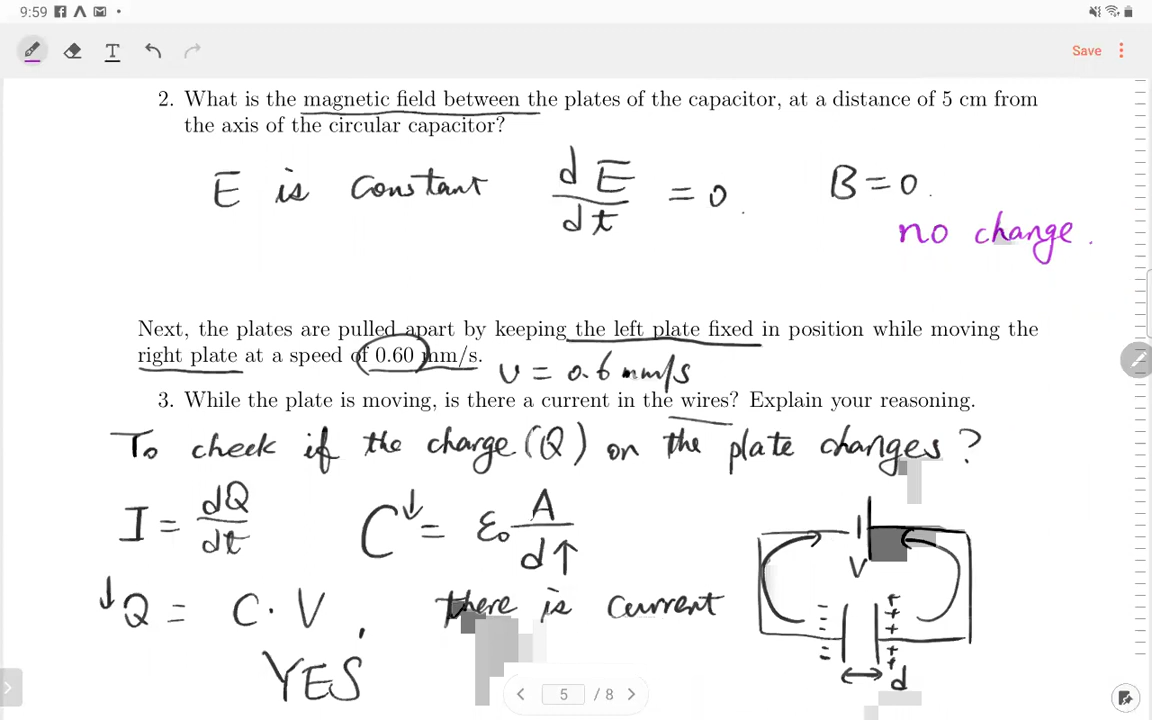 9:59
T Save
2. What is the magnetic field between the plates of the capacitor, at a distance of 5 cm from
the axis of the circular capacitor?
E is constant dE/dt = 0. B = 0.
no change.
Next, the plates are pulled apart by keeping the left plate fixed in position while moving the
right plate at a speed of 0.60 mm/s.
v = 0.6 mm/s
3. While the plate is moving, is there a current in the wires? Explain your reasoning.
To check if the charge (Q) on the plate changes?
I = dQ/dt C↓ = ε₀ A/d↑
V
↓Q = C·V, there is current
YES
d
5 / 8